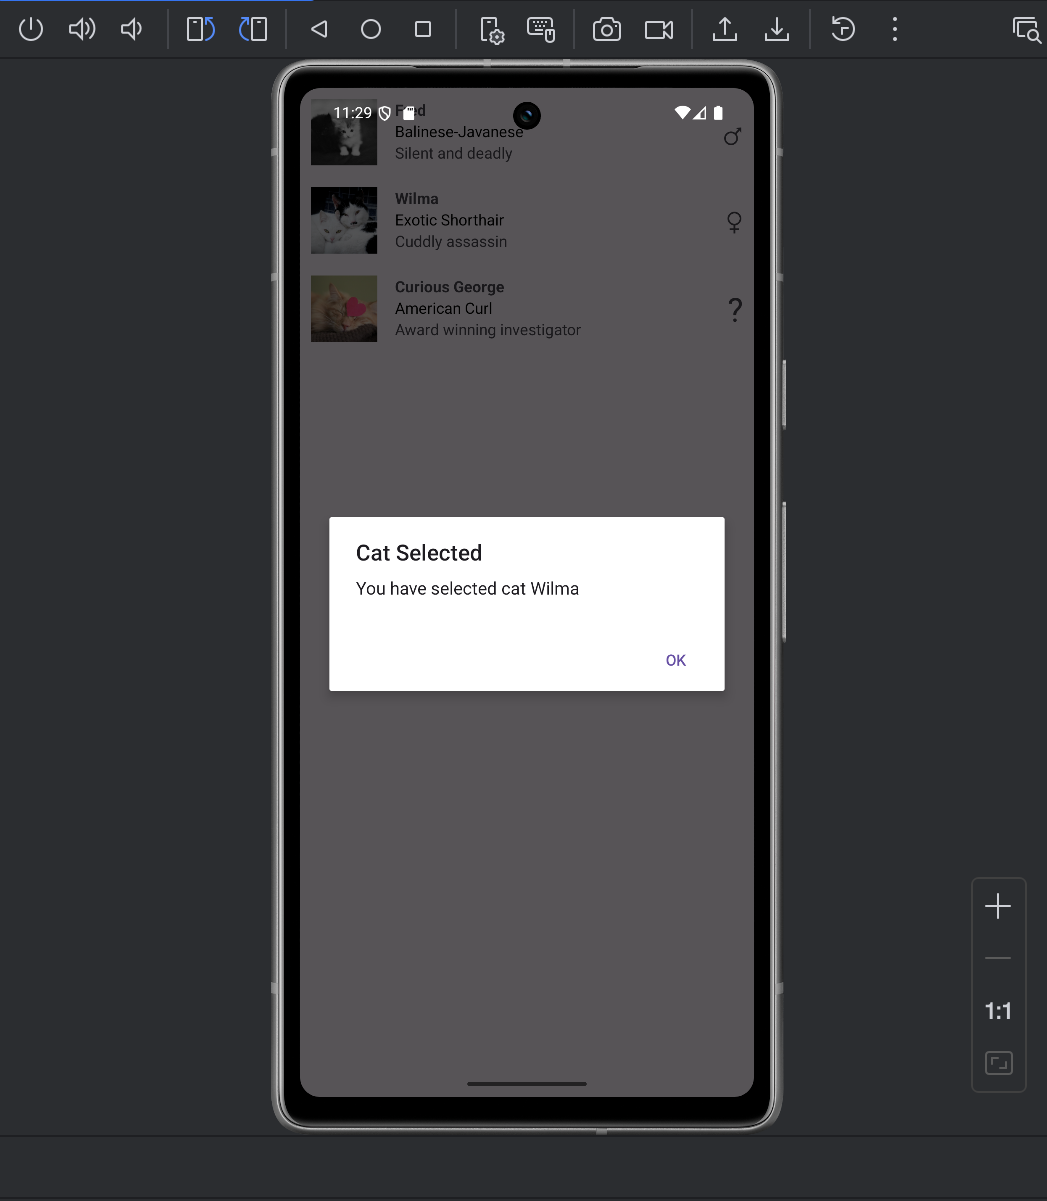 11:29
Fred
Balinese-Javanese
Silent and deadly
Wilma
Exotic Shorthair
Cuddly assassin
Curious George
American Curl
Award winning investigator
?
Cat Selected
You have selected cat Wilma
OK
1:1